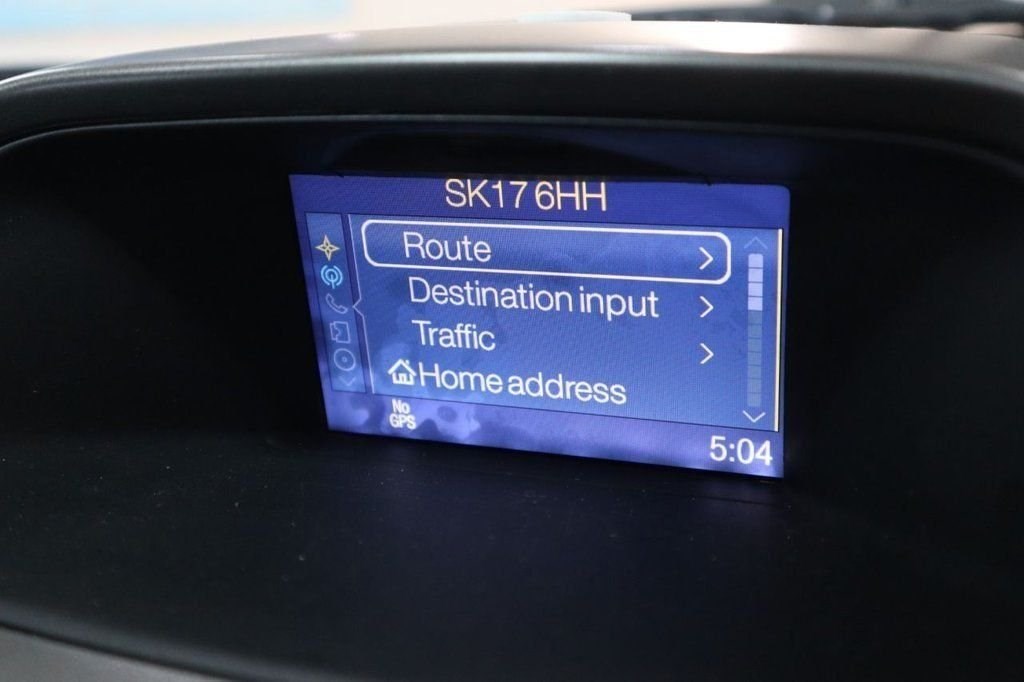 SK17 6HH
Route
Destination input
Traffic
Home address
No
GPS
5:04